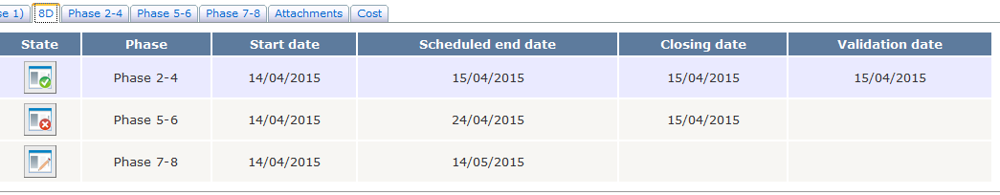 se 1) 8D Phase 2-4 Phase 5-6 Phase 7-8 Attachments Cost
State Phase Start date Scheduled end date Closing date Validation date
Phase 2-4 14/04/2015 15/04/2015 15/04/2015 15/04/2015
Phase 5-6 14/04/2015 24/04/2015 15/04/2015
Phase 7-8 14/04/2015 14/05/2015